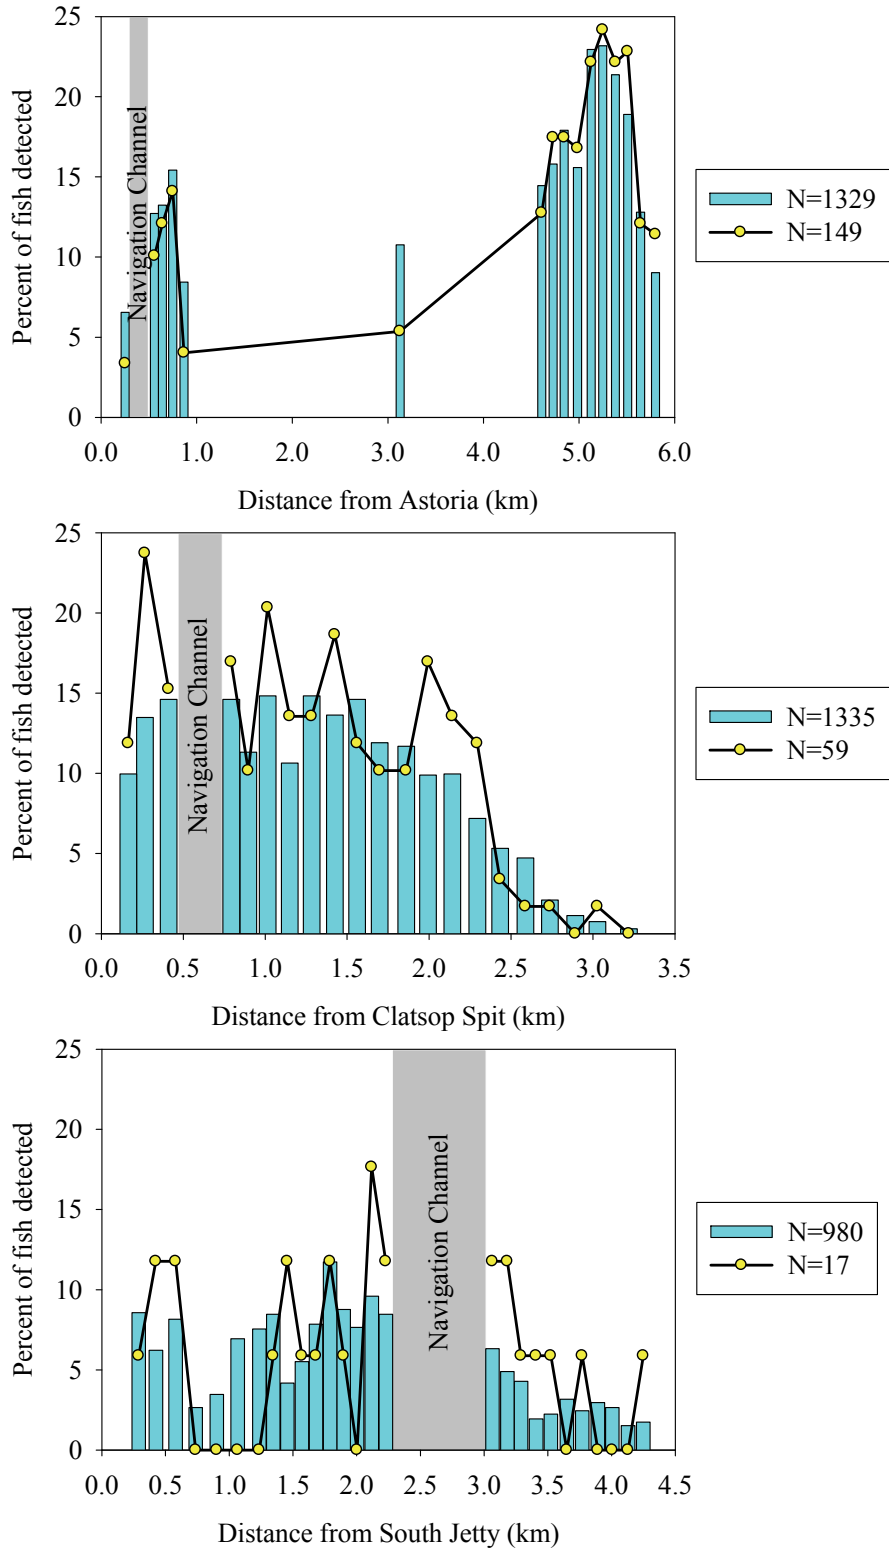 25
20
15
10
5
0
Percent of fish detected
Navigation Channel
0.0 1.0 2.0 3.0 4.0 5.0 6.0
Distance from Astoria (km)
N=1329
N=149
25
20
15
10
5
0
Percent of fish detected
Navigation Channel
0.0 0.5 1.0 1.5 2.0 2.5 3.0 3.5
Distance from Clatsop Spit (km)
N=1335
N=59
25
20
15
10
5
0
Percent of fish detected
Navigation Channel
0.0 0.5 1.0 1.5 2.0 2.5 3.0 3.5 4.0 4.5
Distance from South Jetty (km)
N=980
N=17